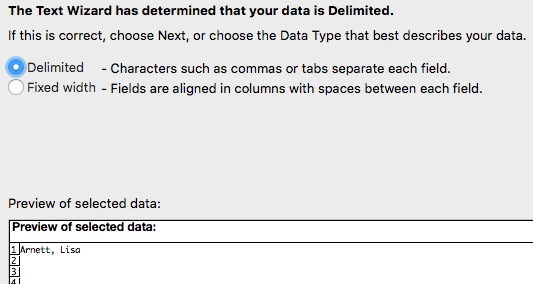 The Text Wizard has determined that your data is Delimited.
If this is correct, choose Next, or choose the Data Type that best describes your data.
Delimited - Characters such as commas or tabs separate each field.
Fixed width - Fields are aligned in columns with spaces between each field.
Preview of selected data:
Preview of selected data:
1 Arnett, Lisa
2
3
4